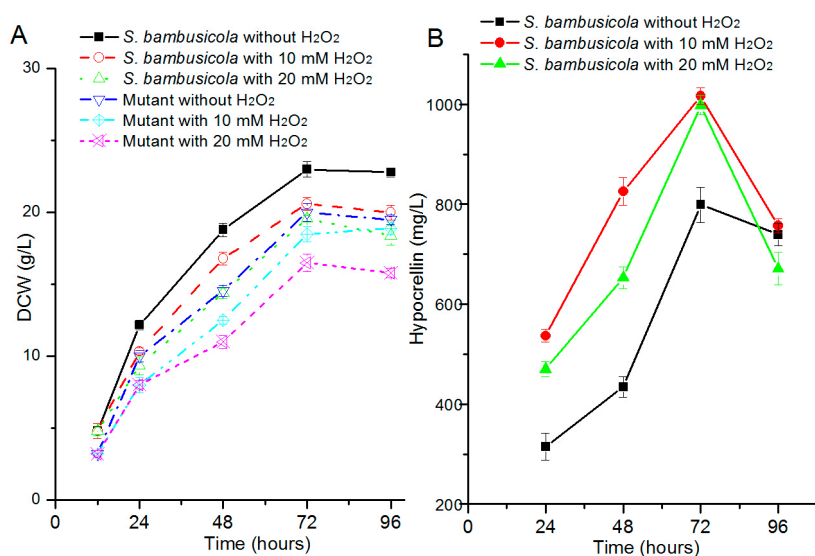 A
S. bambusicola without H2O2
S. bambusicola with 10 mM H2O2
S. bambusicola with 20 mM H2O2
Mutant without H2O2
Mutant with 10 mM H2O2
Mutant with 20 mM H2O2
DCW (g/L)
30
20
10
0
0 24 48 72 96
Time (hours)
B
S. bambusicola without H2O2
S. bambusicola with 10 mM H2O2
S. bambusicola with 20 mM H2O2
Hypocrellin (mg/L)
1000
800
600
400
200
0 24 48 72 96
Time (hours)